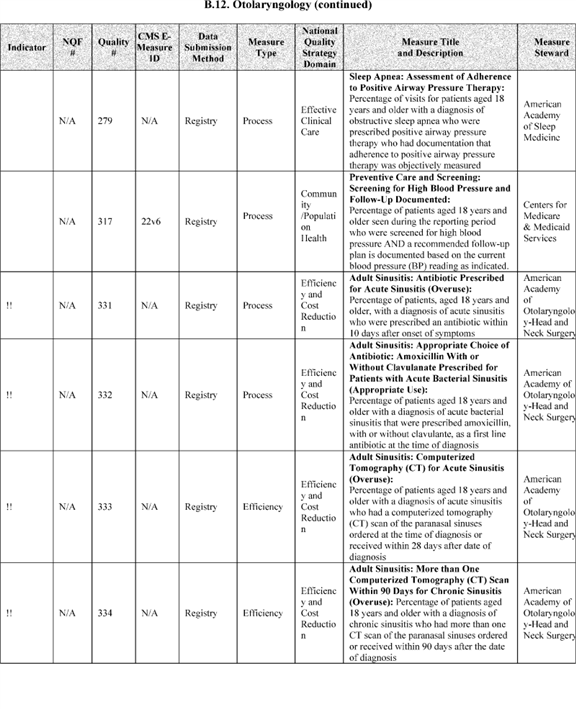 B.12. Otolaryngology (continued)
Indicator
NQF
#
Quality
#
CMS E-
Measure
ID
Data
Submission
Method
Measure
Type
National
Quality
Strategy
Domain
Measure Title
and Description
Measure
Steward
N/A
279
N/A
Registry
Process
Effective
Clinical
Care
Sleep Apnea: Assessment of Adherence
to Positive Airway Pressure Therapy:
Percentage of visits for patients aged 18
years and older with a diagnosis of
obstructive sleep apnea who were
prescribed positive airway pressure
therapy who had documentation that
adherence to positive airway pressure
therapy was objectively measured
American
Academy
of Sleep
Medicine
N/A
317
22v6
Registry
Process
Commun
ity
/Populati
on
Health
Preventive Care and Screening:
Screening for High Blood Pressure and
Follow-Up Documented:
Percentage of patients aged 18 years and
older seen during the reporting period
who were screened for high blood
pressure AND a recommended follow-up
plan is documented based on the current
blood pressure (BP) reading as indicated.
Centers for
Medicare
& Medicaid
Services
!!
N/A
331
N/A
Registry
Process
Efficienc
y and
Cost
Reductio
n
Adult Sinusitis: Antibiotic Prescribed
for Acute Sinusitis (Overuse):
Percentage of patients, aged 18 years and
older, with a diagnosis of acute sinusitis
who were prescribed an antibiotic within
10 days after onset of symptoms
American
Academy
of
Otolaryngolo
y-Head and
Neck Surgery
!!
N/A
332
N/A
Registry
Process
Efficienc
y and
Cost
Reductio
n
Adult Sinusitis: Appropriate Choice of
Antibiotic: Amoxicillin With or
Without Clavulanate Prescribed for
Patients with Acute Bacterial Sinusitis
(Appropriate Use):
Percentage of patients aged 18 years and
older with a diagnosis of acute bacterial
sinusitis that were prescribed amoxicillin,
with or without clavulante, as a first line
antibiotic at the time of diagnosis
American
Academy of
Otolaryngolo
y-Head and
Neck Surgery
!!
N/A
333
N/A
Registry
Efficiency
Efficienc
y and
Cost
Reductio
n
Adult Sinusitis: Computerized
Tomography (CT) for Acute Sinusitis
(Overuse):
Percentage of patients aged 18 years and
older with a diagnosis of acute sinusitis
who had a computerized tomography
(CT) scan of the paranasal sinuses
ordered at the time of diagnosis or
received within 28 days after date of
diagnosis
American
Academy
of
Otolaryngolo
y-Head and
Neck Surgery
!!
N/A
334
N/A
Registry
Efficiency
Efficienc
y and
Cost
Reductio
n
Adult Sinusitis: More than One
Computerized Tomography (CT) Scan
Within 90 Days for Chronic Sinusitis
(Overuse): Percentage of patients aged
18 years and older with a diagnosis of
chronic sinusitis who had more than one
CT scan of the paranasal sinuses ordered
or received within 90 days after the date
of diagnosis
American
Academy of
Otolaryngolo
y-Head and
Neck Surgery